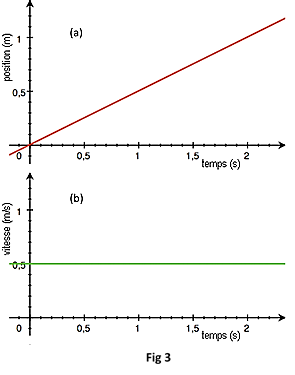 (a)
position (m)
1
0,5
0
0,5
1
1,5
2
temps (s)
(b)
vitesse (m/s)
1
0,5
0
0,5
1
1,5
2
temps (s)
Fig 3